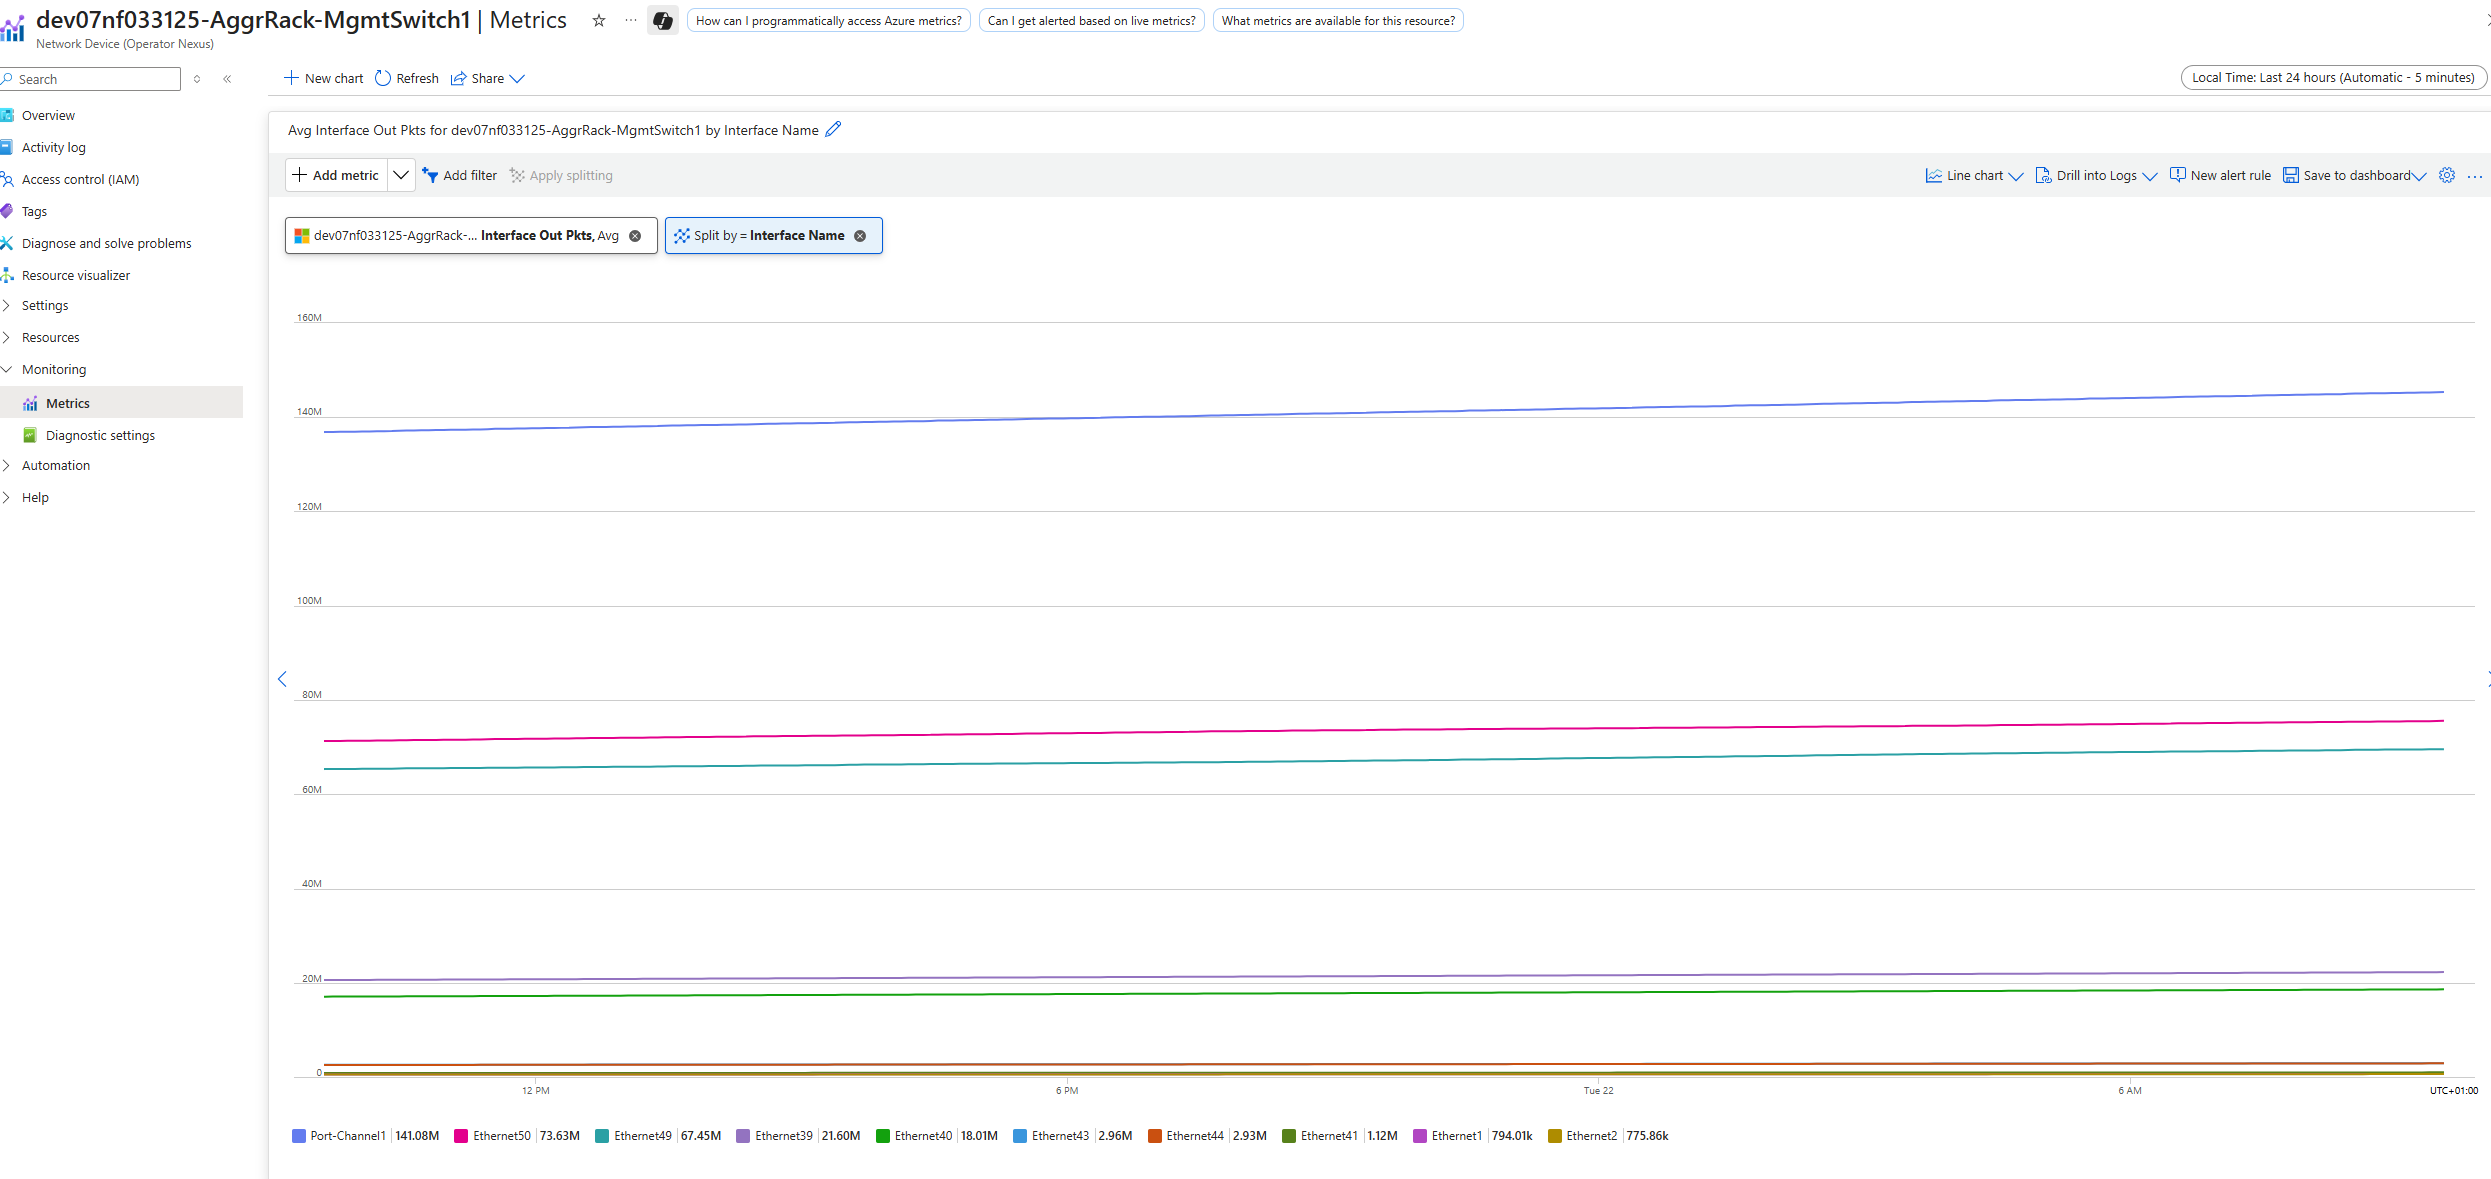 dev07nf033125-AggrRack-MgmtSwitch1 | Metrics
How can I programmatically access Azure metrics?
Can I get alerted based on live metrics?
What metrics are available for this resource?
Network Device (Operator Nexus)
Search
Overview
Activity log
Access control (IAM)
Tags
Diagnose and solve problems
Resource visualizer
Settings
Resources
Monitoring
Metrics
Diagnostic settings
Automation
Help
New chart
Refresh
Share
Local Time: Last 24 hours (Automatic - 5 minutes)
Avg Interface Out Pkts for dev07nf033125-AggrRack-MgmtSwitch1 by Interface Name
Add metric
Add filter
Apply splitting
Line chart
Drill into Logs
New alert rule
Save to dashboard
dev07nf033125-AggrRack-... Interface Out Pkts, Avg
Split by = Interface Name
160M
140M
120M
100M
80M
60M
40M
20M
0
12 PM
6 PM
Tue 22
6 AM
UTC+01:00
Port-Channel1 141.08M
Ethernet50 73.63M
Ethernet49 67.45M
Ethernet39 21.60M
Ethernet40 18.01M
Ethernet43 2.96M
Ethernet44 2.93M
Ethernet41 1.12M
Ethernet1 794.01k
Ethernet2 775.86k